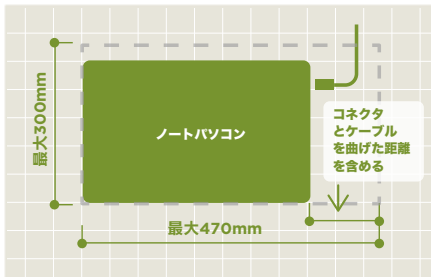 最大300mm
ノートパソコン
コネクタ
とケーブル
を曲げた距離
を含める
最大470mm